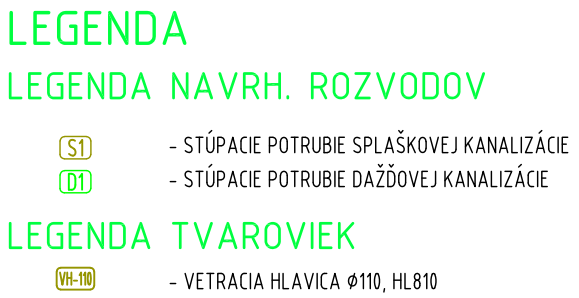 LEGENDA
LEGENDA NAVRH. ROZVODOV
S1 - STÚPACIE POTRUBIE SPLAŠKOVEJ KANALIZÁCIE
D1 - STÚPACIE POTRUBIE DAŽĎOVEJ KANALIZÁCIE
LEGENDA TVAROVIEK
VH-110 - VETRACIA HLAVICA Ø110, HL810